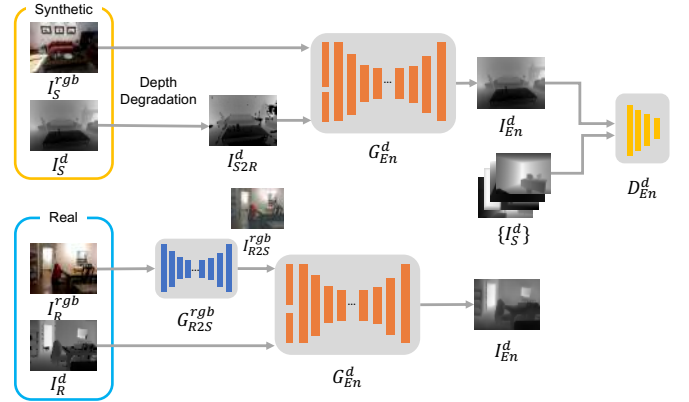 Synthetic
I_S^{rgb}
Depth
Degradation
I_S^d
I_{S2R}^d
G_{En}^d
I_{En}^d
{I_S^d}
D_{En}^d
Real
I_R^{rgb}
G_{R2S}^{rgb}
I_{R2S}^{rgb}
I_R^d
G_{En}^d
I_{En}^d